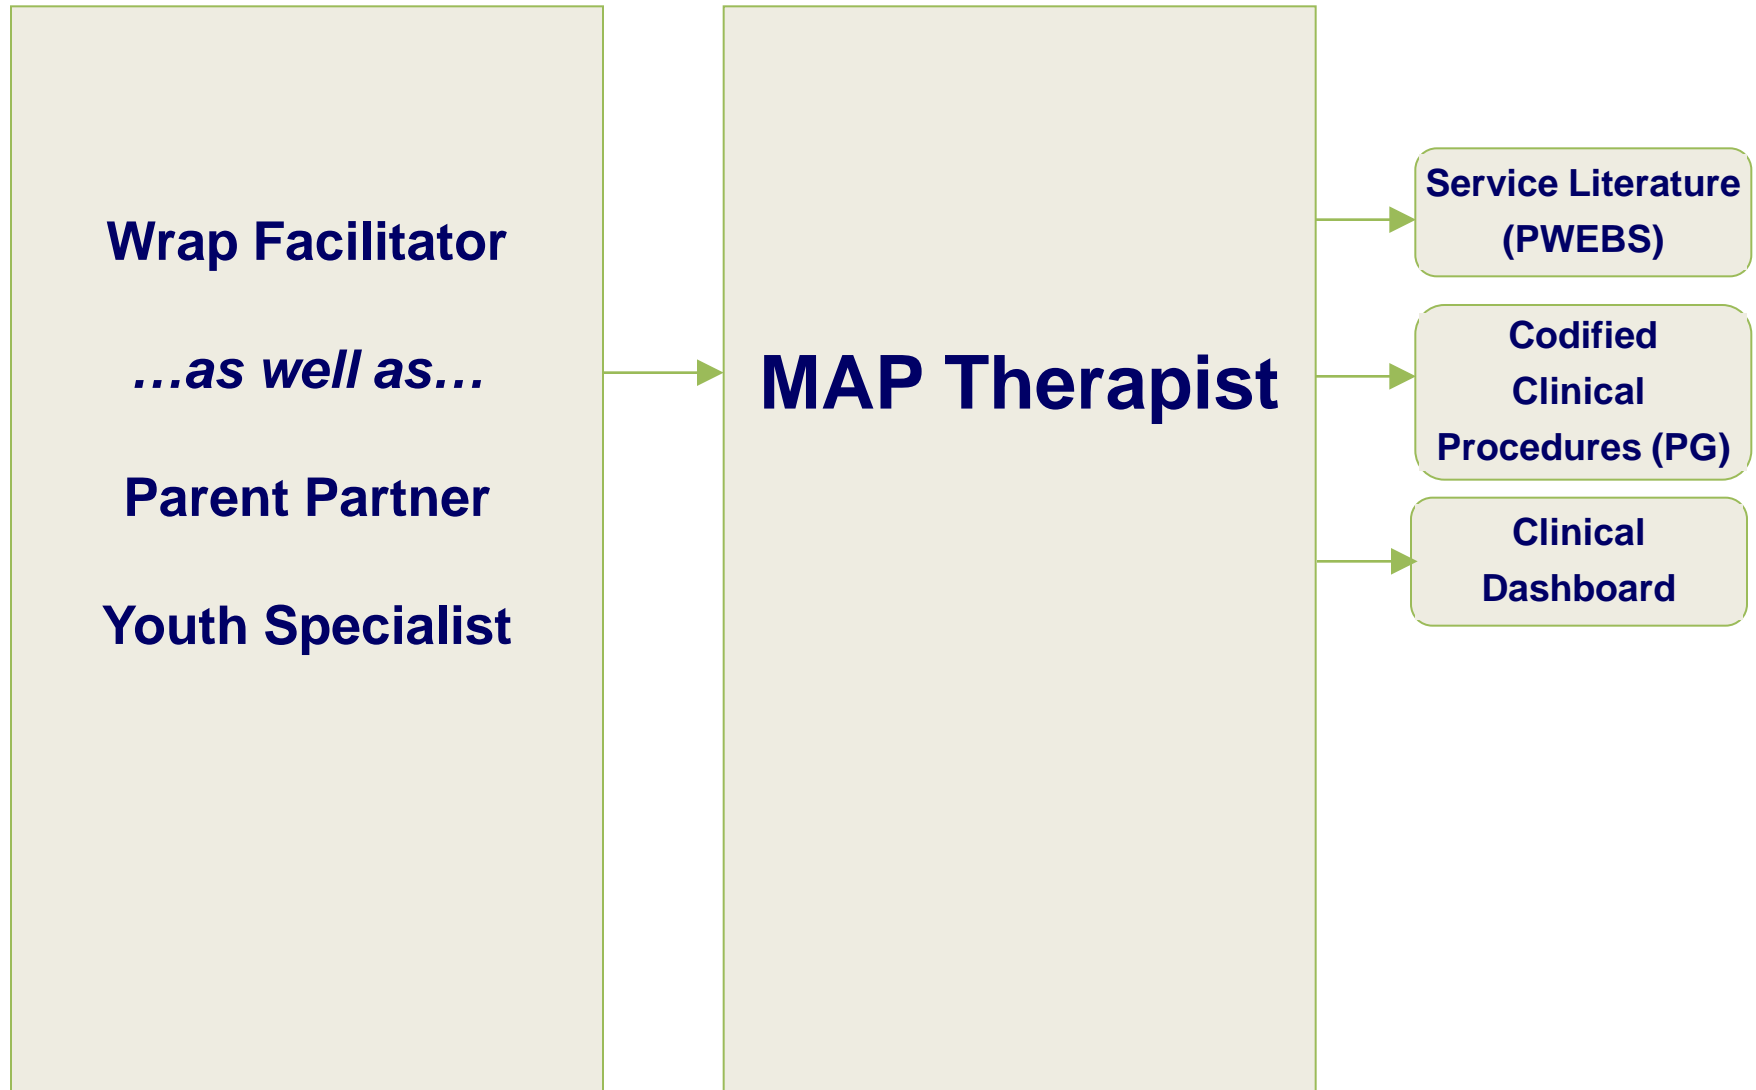 Wrap Facilitator
…as well as…
Parent Partner
Youth Specialist
MAP Therapist
Service Literature
(PWEBS)
Codified
Clinical
Procedures (PG)
Clinical
Dashboard